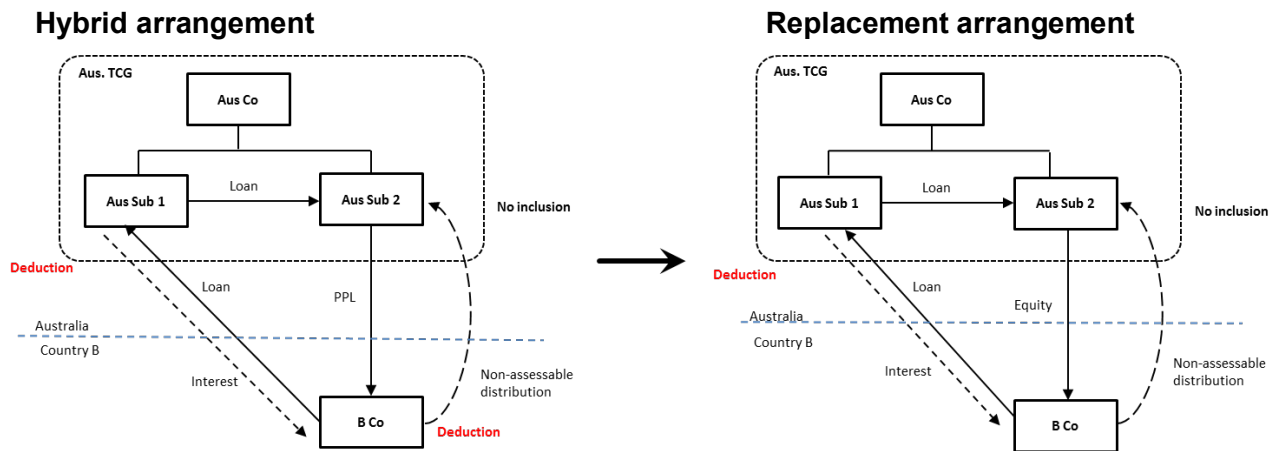 Hybrid arrangement
Aus. TCG
Aus Co
Aus Sub 1
Loan
Aus Sub 2
No inclusion
Deduction
Loan
PPL
Australia
Country B
Interest
Non-assessable
distribution
B Co
Deduction
Replacement arrangement
Aus. TCG
Aus Co
Aus Sub 1
Loan
Aus Sub 2
No inclusion
Deduction
Loan
Equity
Australia
Country B
Interest
Non-assessable
distribution
B Co